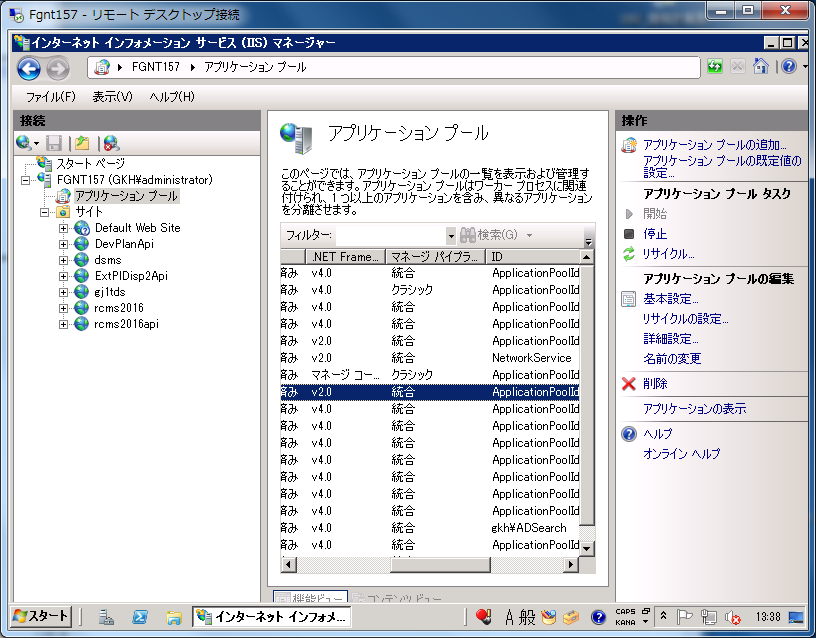 Fgnt157 - リモート デスクトップ接続
インターネット インフォメーション サービス (IIS) マネージャー
FGNT157 アプリケーション プール
ファイル(F) 表示(V) ヘルプ(H)
接続
スタート ページ
FGNT157 (GKH¥administrator)
アプリケーション プール
サイト
Default Web Site
DevPlanApi
dsms
ExtPlDisp2Api
gj1tds
rcms2016
rcms2016api
アプリケーション プール
このページでは、アプリケーション プールの一覧を表示および管理す
ることができます。アプリケーション プールはワーカー プロセスに関連
付けられ、1 つ以上のアプリケーションを含み、異なるアプリケーション
を分離させます。
フィルター: 検索(G)
.NET Frame... マネージ パイプラ... ID
済み v4.0 統合 ApplicationPoolId
済み v4.0 クラシック ApplicationPoolId
済み v4.0 統合 ApplicationPoolId
済み v4.0 統合 ApplicationPoolId
済み v2.0 統合 ApplicationPoolId
済み v2.0 統合 NetworkService
済み マネージ コー... クラシック ApplicationPoolId
済み v2.0 統合 ApplicationPoolId
済み v4.0 統合 ApplicationPoolId
済み v4.0 統合 ApplicationPoolId
済み v4.0 統合 ApplicationPoolId
済み v4.0 統合 ApplicationPoolId
済み v4.0 統合 ApplicationPoolId
済み v4.0 統合 ApplicationPoolId
済み v4.0 統合 ApplicationPoolId
済み v4.0 統合 gkh¥ADSearch
済み v4.0 統合 ApplicationPoolId
機能ビュー コンテンツ ビュー
操作
アプリケーション プールの追加...
アプリケーション プールの既定値の
設定...
アプリケーション プール タスク
開始
停止
リサイクル...
アプリケーション プールの編集
基本設定...
リサイクルの設定...
詳細設定...
名前の変更
削除
アプリケーションの表示
ヘルプ
オンライン ヘルプ
スタート インターネット インフォメ... A 般 CAPS KANA 13:38